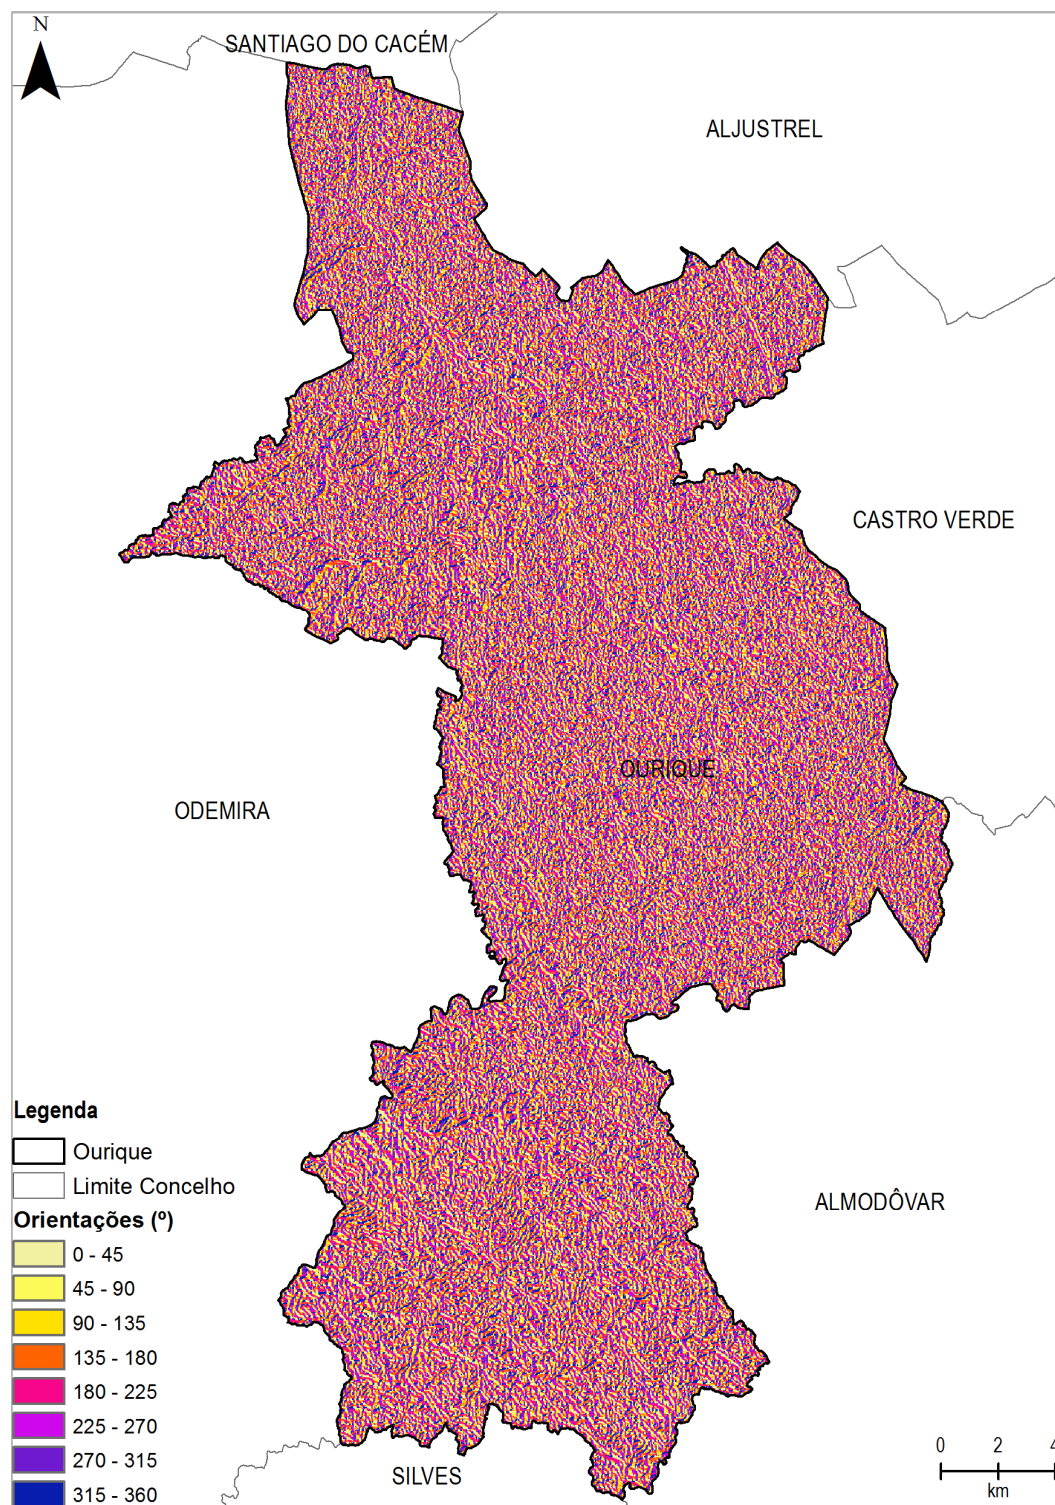 N
SANTIAGO DO CACÉM
ALJUSTREL
CASTRO VERDE
OURIQUE
ODEMIRA
ALMODÔVAR
SILVES
Legenda
Ourique
Limite Concelho
Orientações (º)
0 - 45
45 - 90
90 - 135
135 - 180
180 - 225
225 - 270
270 - 315
315 - 360
0 2 4
km